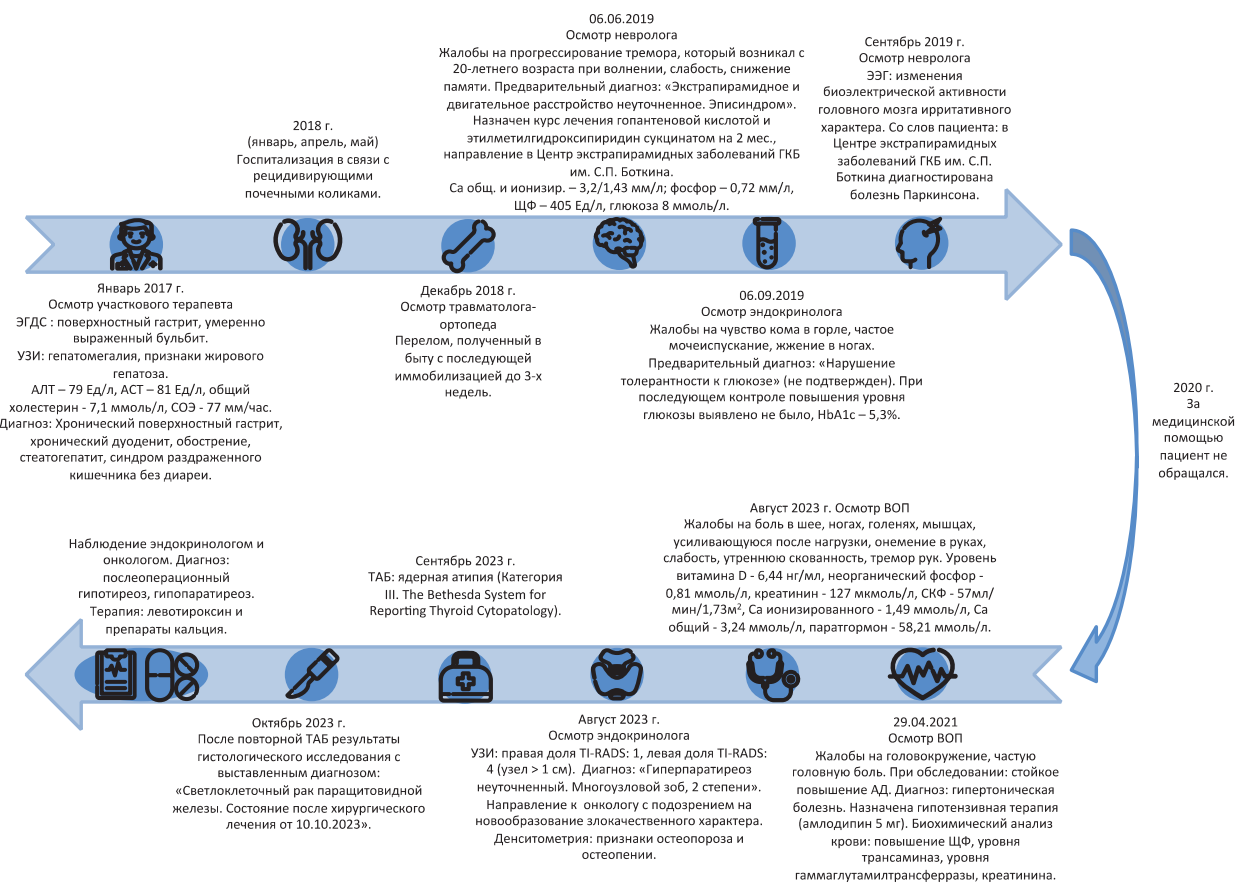 Январь 2017 г.
Осмотр участкового терапевта
ЭГДС : поверхностный гастрит, умеренно
выраженный бульбит.
УЗИ: гепатомегалия, признаки жирового
гепатоза.
АЛТ – 79 Ед/л, АСТ – 81 Ед/л, общий
холестерин - 7,1 ммоль/л, СОЭ - 77 мм/час.
Диагноз: Хронический поверхностный гастрит,
хронический дуоденит, обострение,
стеатогепатит, синдром раздраженного
кишечника без диареи.
2018 г.
(январь, апрель, май)
Госпитализация в связи с
рецидивирующими
почечными коликами.
Декабрь 2018 г.
Осмотр травматолога-
ортопеда
Перелом, полученный в
быту с последующей
иммобилизацией до 3-х
недель.
06.06.2019
Осмотр невролога
Жалобы на прогрессирование тремора, который возникал с
20-летнего возраста при волнении, слабость, снижение
памяти. Предварительный диагноз: «Экстрапирамидное и
двигательное расстройство неуточненное. Эписиндром».
Назначен курс лечения гопантеновой кислотой и
этилметилгидроксипиридин сукцинатом на 2 мес.,
направление в Центр экстрапирамидных заболеваний ГКБ
им. С.П. Боткина.
Са общ. и ионизир. – 3,2/1,43 мм/л; фосфор – 0,72 мм/л,
ЩФ – 405 Ед/л, глюкоза 8 ммоль/л.
06.09.2019
Осмотр эндокринолога
Жалобы на чувство кома в горле, частое
мочеиспускание, жжение в ногах.
Предварительный диагноз: «Нарушение
толерантности к глюкозе» (не подтвержден). При
последующем контроле повышения уровня
глюкозы выявлено не было, HbA1c – 5,3%.
Сентябрь 2019 г.
Осмотр невролога
ЭЭГ: изменения
биоэлектрической активности
головного мозга ирритативного
характера. Со слов пациента: в
Центре экстрапирамидных
заболеваний ГКБ им. С.П.
Боткина диагностирована
болезнь Паркинсона.
2020 г.
За
медицинской
помощью
пациент не
обращался.
29.04.2021
Осмотр ВОП
Жалобы на головокружение, частую
головную боль. При обследовании: стойкое
повышение АД. Диагноз: гипертоническая
болезнь. Назначена гипотензивная терапия
(амлодипин 5 мг). Биохимический анализ
крови: повышение ЩФ, уровня
трансаминаз, уровня
гаммаглутамилтрансферразы, креатинина.
Август 2023 г. Осмотр ВОП
Жалобы на боль в шее, ногах, голенях, мышцах,
усиливающуюся после нагрузки, онемение в руках,
слабость, утреннюю скованность, тремор рук. Уровень
витамина D - 6,44 нг/мл, неорганический фосфор -
0,81 ммоль/л, креатинин - 127 мкмоль/л, СКФ - 57мл/
мин/1,73м², Са ионизированного - 1,49 ммоль/л, Са
общий - 3,24 ммоль/л, паратгормон - 58,21 ммоль/л.
Август 2023 г.
Осмотр эндокринолога
УЗИ: правая доля TI-RADS: 1, левая доля TI-RADS:
4 (узел > 1 см). Диагноз: «Гиперпаратиреоз
неуточненный. Многоузловой зоб, 2 степени».
Направление к онкологу с подозрением на
новообразование злокачественного характера.
Денситометрия: признаки остеопороза и
остеопении.
Сентябрь 2023 г.
ТАБ: ядерная атипия (Категория
III. The Bethesda System for
Reporting Thyroid Cytopatology).
Октябрь 2023 г.
После повторной ТАБ результаты
гистологического исследования с
выставленным диагнозом:
«Светлоклеточный рак паращитовидной
железы. Состояние после хирургического
лечения от 10.10.2023».
Наблюдение эндокринологом и
онкологом. Диагноз:
послеоперационный
гипотиреоз, гипопаратиреоз.
Терапия: левотироксин и
препараты кальция.